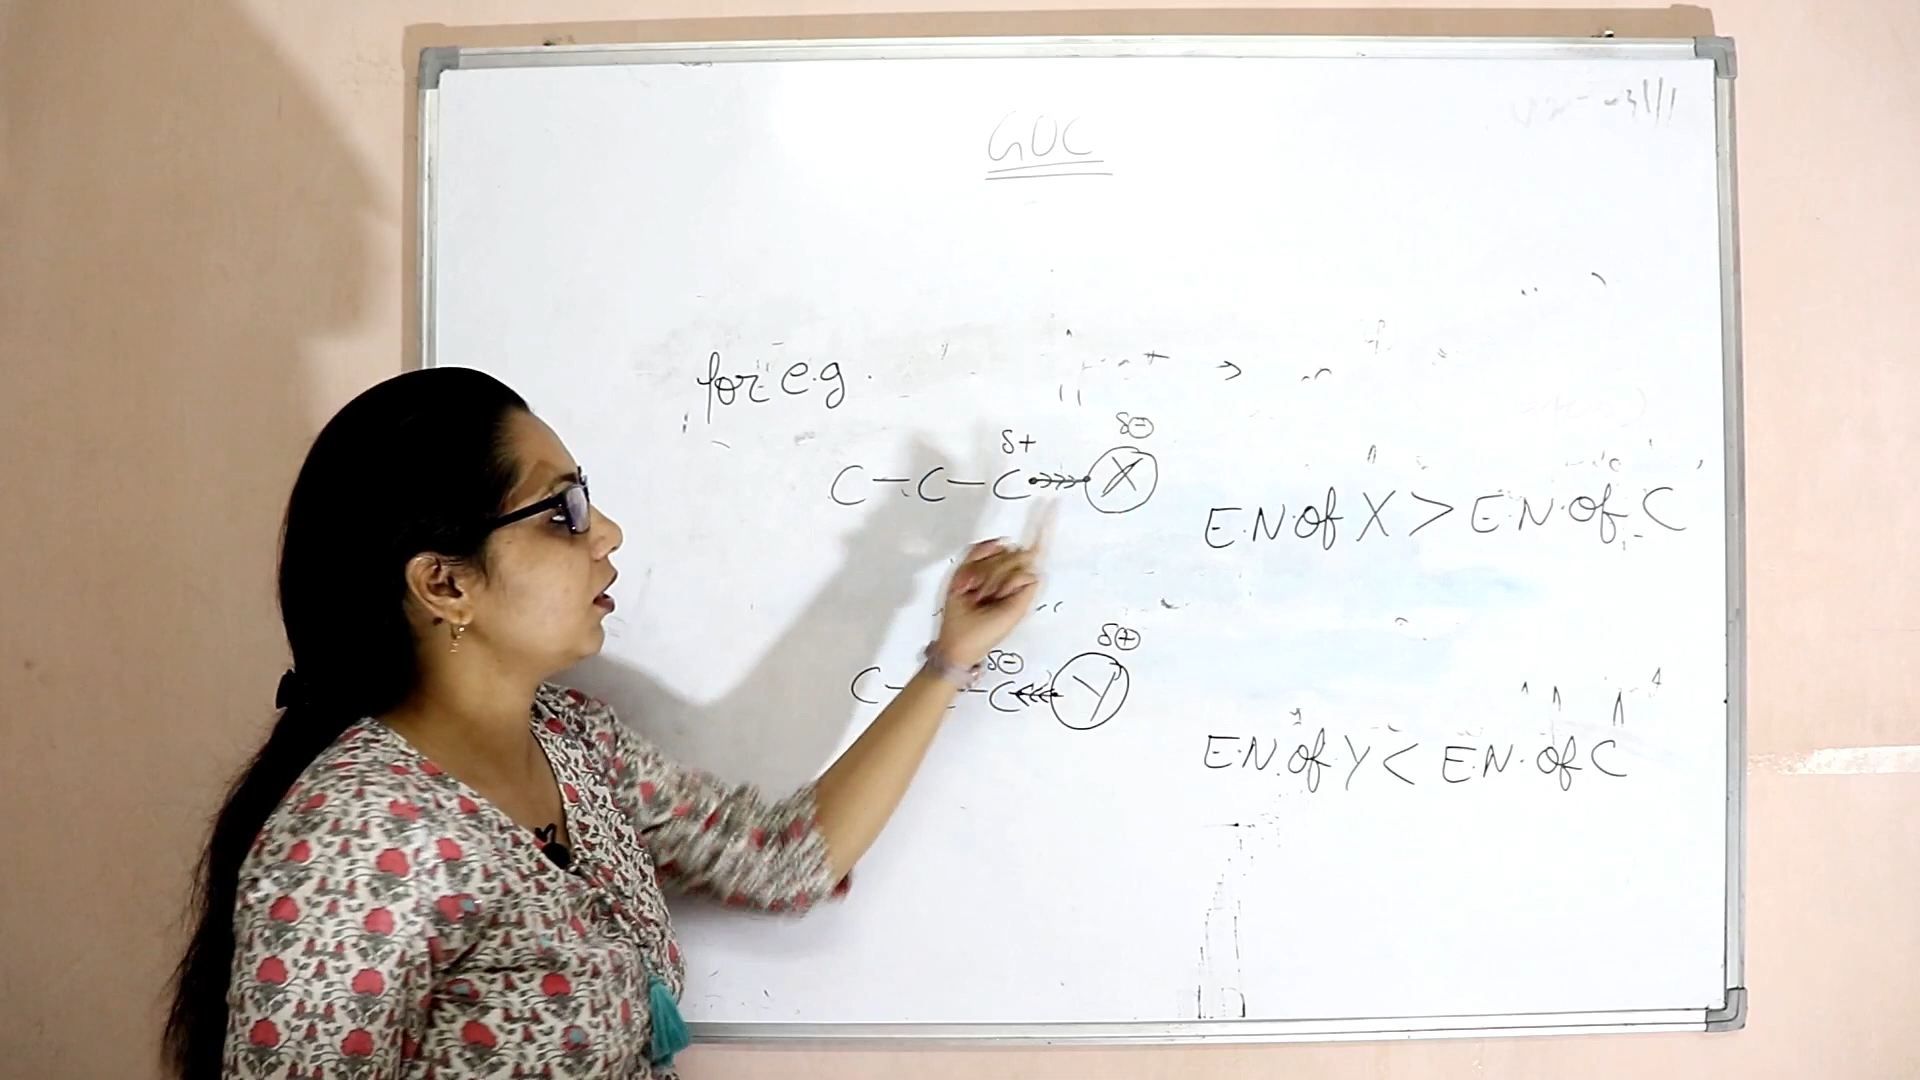 GOC
for e.g.
δ+ δ⊖
C-C-C X
E.N.of X > E.N.of C
δ⊖ δ⊕
C- -C Y
E.N.of Y < E.N.of C